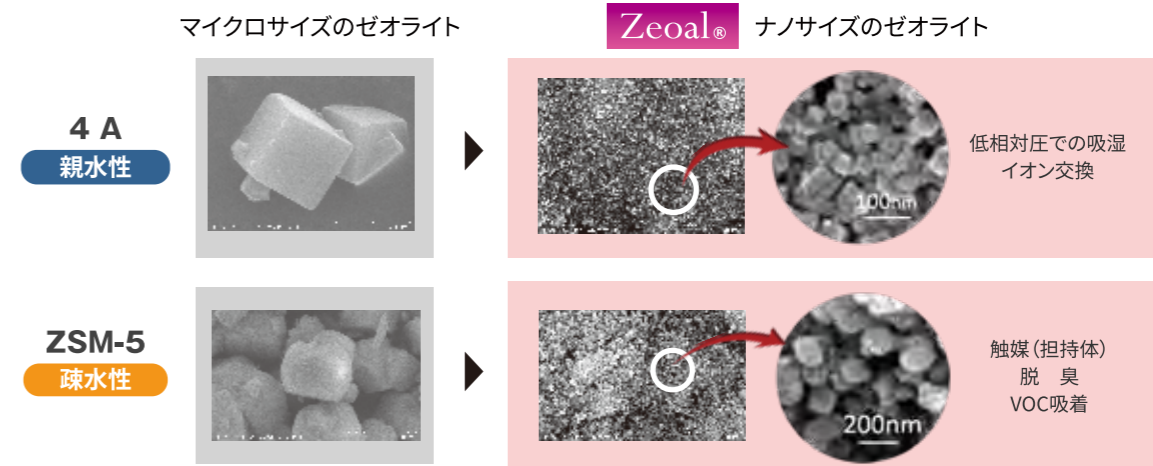 マイクロサイズのゼオライト
Zeoal® ナノサイズのゼオライト
4 A
親水性
100nm
低相対圧での吸湿
イオン交換
ZSM-5
疎水性
200nm
触媒（担持体）
脱　臭
VOC吸着